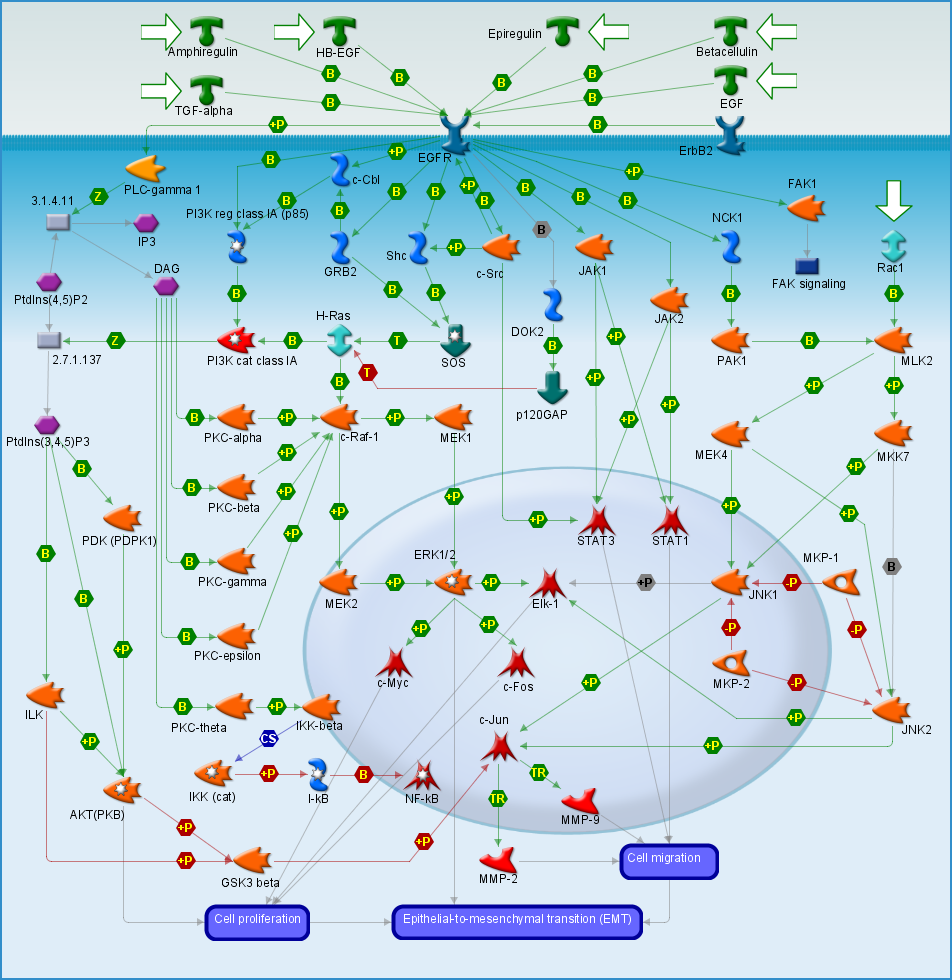 Amphiregulin
HB-EGF
Epiregulin
Betacellulin
B
B
B
B
TGF-alpha
EGF
B
B
+P
B
EGFR
ErbB2
PLC-gamma 1
B
+P
c-Cbl
+P
FAK1
Z
3.1.4.11
IP3
PI3K reg class IA (p85)
B
B
B
B
+P
B
B
B
B
B
NCK1
GRB2
Shc
+P
c-Src
JAK1
FAK signaling
Rac1
DAG
PtdIns(4,5)P2
B
B
B
DOK2
JAK2
B
B
2.7.1.137
Z
PI3K cat class IA
B
H-Ras
T
SOS
B
+P
PAK1
B
MLK2
T
B
p120GAP
+P
+P
+P
PtdIns(3,4,5)P3
B
PKC-alpha
+P
c-Raf-1
+P
MEK1
+P
+P
MEK4
MKK7
B
B
PKC-beta
+P
+P
+P
+P
+P
+P
PDK (PDPK1)
+P
+P
STAT3
STAT1
+P
B
B
PKC-gamma
ERK1/2
MKP-1
B
MEK2
+P
+P
Elk-1
+P
JNK1
-P
B
+P
B
PKC-epsilon
+P
+P
-P
-P
c-Myc
c-Fos
MKP-2
-P
+P
ILK
B
PKC-theta
+P
IKK-beta
c-Jun
+P
JNK2
+P
CS
+P
IKK (cat)
+P
I-kB
B
NF-kB
TR
TR
MMP-9
AKT(PKB)
+P
+P
+P
GSK3 beta
MMP-2
Cell migration
Cell proliferation
Epithelial-to-mesenchymal transition (EMT)